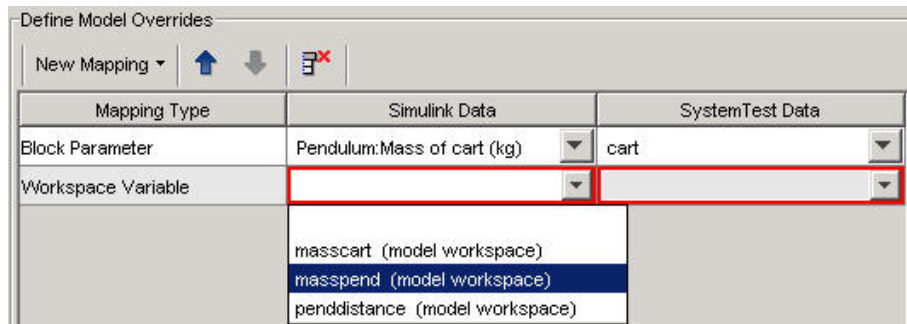 Define Model Overrides
New Mapping
Mapping Type Simulink Data SystemTest Data
Block Parameter Pendulum:Mass of cart (kg) cart
Workspace Variable
masscart (model workspace)
masspend (model workspace)
penddistance (model workspace)